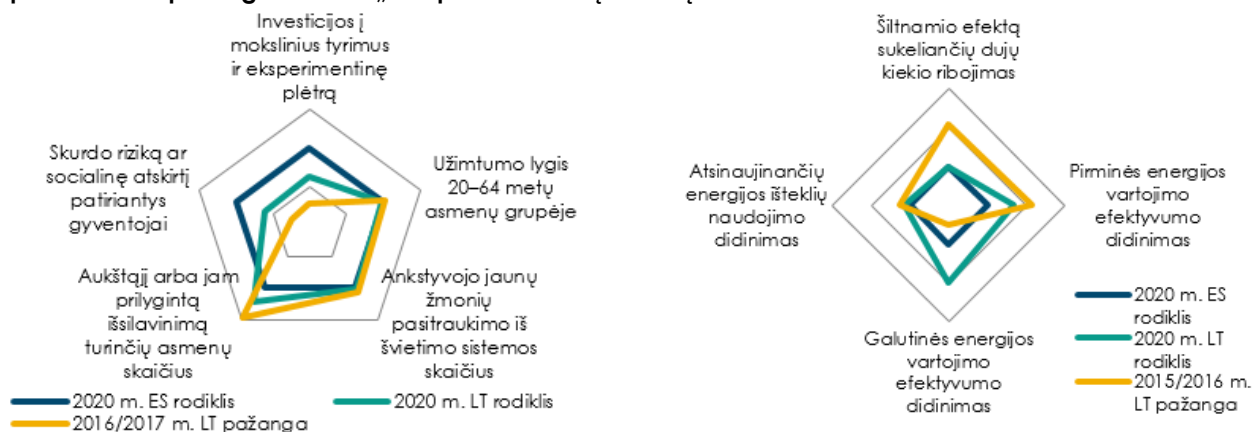 Investicijos į
mokslinius tyrimus
ir eksperimentinę
plėtrą
Užimtumo lygis
20–64 metų
asmenų grupėje
Ankstyvojo jaunų
žmonių
pasitraukimo iš
švietimo sistemos
skaičius
Aukštąjį arba jam
prilygintą
išsilavinimą
turinčių asmenų
skaičius
Skurdo riziką ar
socialinę atskirtį
patiriantys
gyventojai
2020 m. ES rodiklis
2020 m. LT rodiklis
2016/2017 m. LT pažanga
Šiltnamio efektą
sukeliančių dujų
kiekio ribojimas
Pirminės energijos
vartojimo
efektyvumo
didinimas
Galutinės energijos
vartojimo
efektyvumo
didinimas
Atsinaujinančių
energijos išteklių
naudojimo
didinimas
2020 m. ES
rodiklis
2020 m. LT
rodiklis
2015/2016 m.
LT pažanga